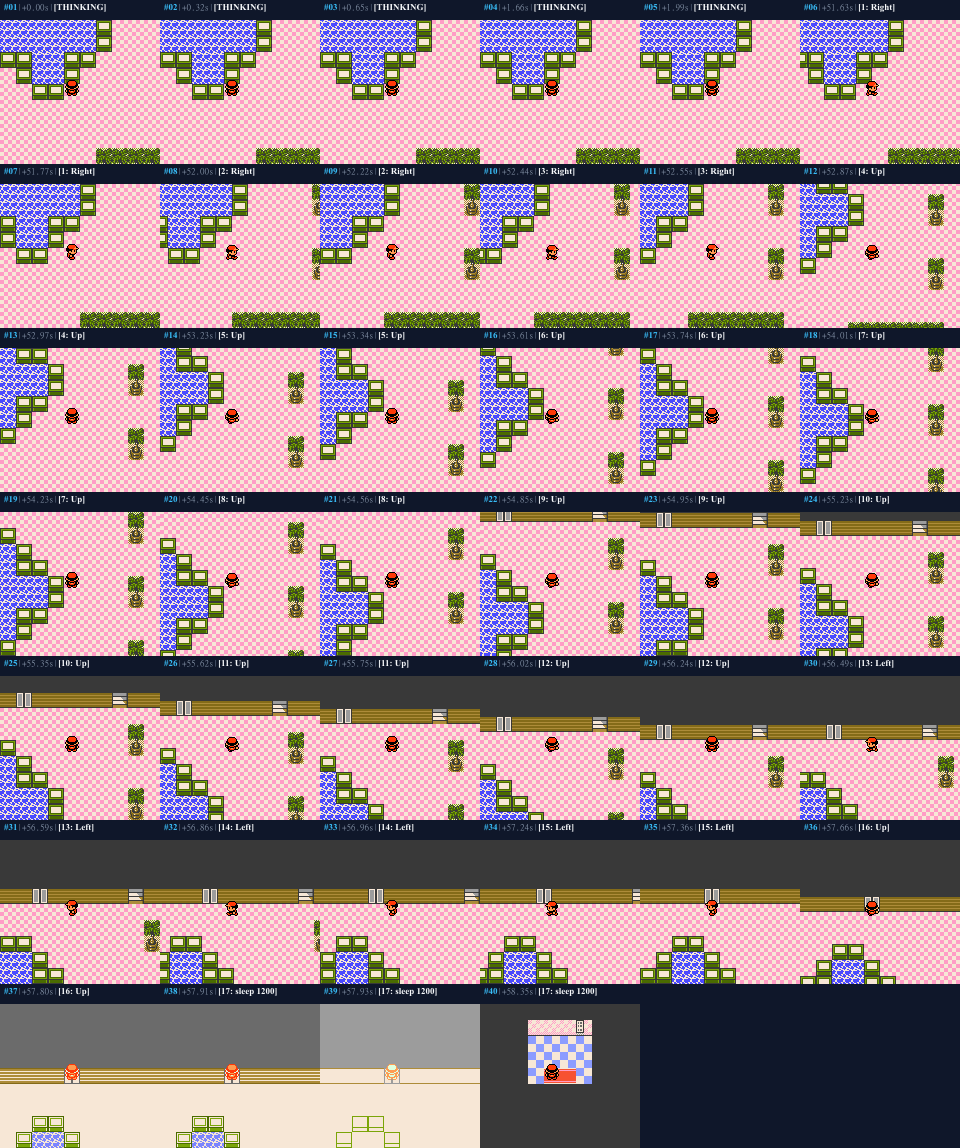 #01|+0.00s| [THINKING] #02|+0.32s| [THINKING] #03|+0.65s| [THINKING] #04|+1.66s| [THINKING] #05|+1.99s| [THINKING] #06|+51.63s| [1: Right]
#07|+51.77s| [1: Right] #08|+52.00s| [2: Right] #09|+52.22s| [2: Right] #10|+52.44s| [3: Right] #11|+52.55s| [3: Right] #12|+52.87s| [4: Up]
#13|+52.97s| [4: Up] #14|+53.23s| [5: Up] #15|+53.34s| [5: Up] #16|+53.61s| [6: Up] #17|+53.74s| [6: Up] #18|+54.01s| [7: Up]
#19|+54.23s| [7: Up] #20|+54.45s| [8: Up] #21|+54.56s| [8: Up] #22|+54.85s| [9: Up] #23|+54.95s| [9: Up] #24|+55.23s| [10: Up]
#25|+55.35s| [10: Up] #26|+55.62s| [11: Up] #27|+55.75s| [11: Up] #28|+56.02s| [12: Up] #29|+56.24s| [12: Up] #30|+56.49s| [13: Left]
#31|+56.59s| [13: Left] #32|+56.86s| [14: Left] #33|+56.96s| [14: Left] #34|+57.24s| [15: Left] #35|+57.36s| [15: Left] #36|+57.66s| [16: Up]
#37|+57.80s| [16: Up] #38|+57.91s| [17: sleep 1200] #39|+57.93s| [17: sleep 1200] #40|+58.35s| [17: sleep 1200]